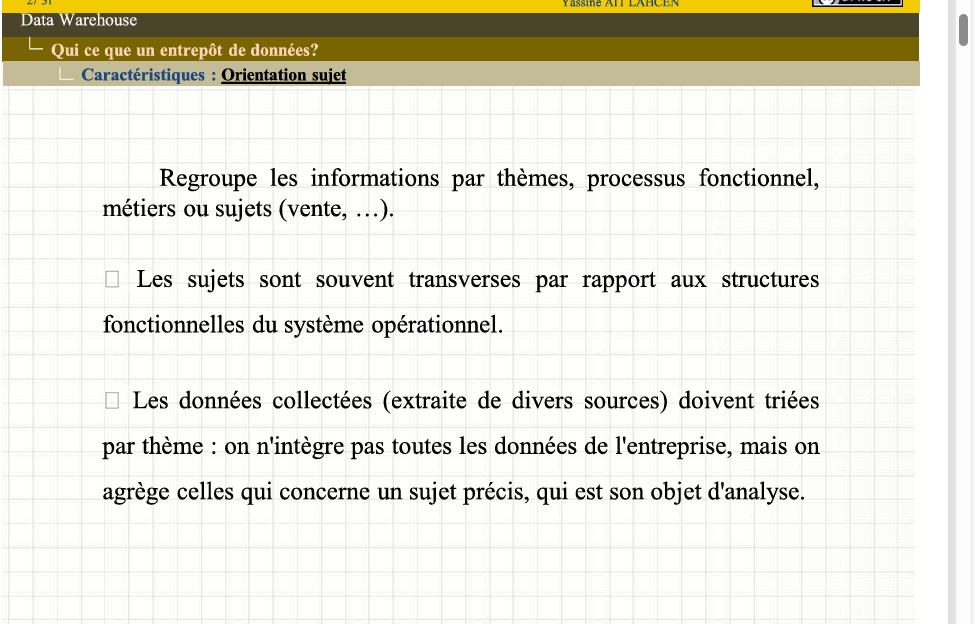 2/ 31
Yassine AIT LAHCEN
Data Warehouse
Qui ce que un entrepôt de données?
Caractéristiques : Orientation sujet
Regroupe les informations par thèmes, processus fonctionnel,
métiers ou sujets (vente, …).
Les sujets sont souvent transverses par rapport aux structures
fonctionnelles du système opérationnel.
Les données collectées (extraite de divers sources) doivent triées
par thème : on n'intègre pas toutes les données de l'entreprise, mais on
agrège celles qui concerne un sujet précis, qui est son objet d'analyse.